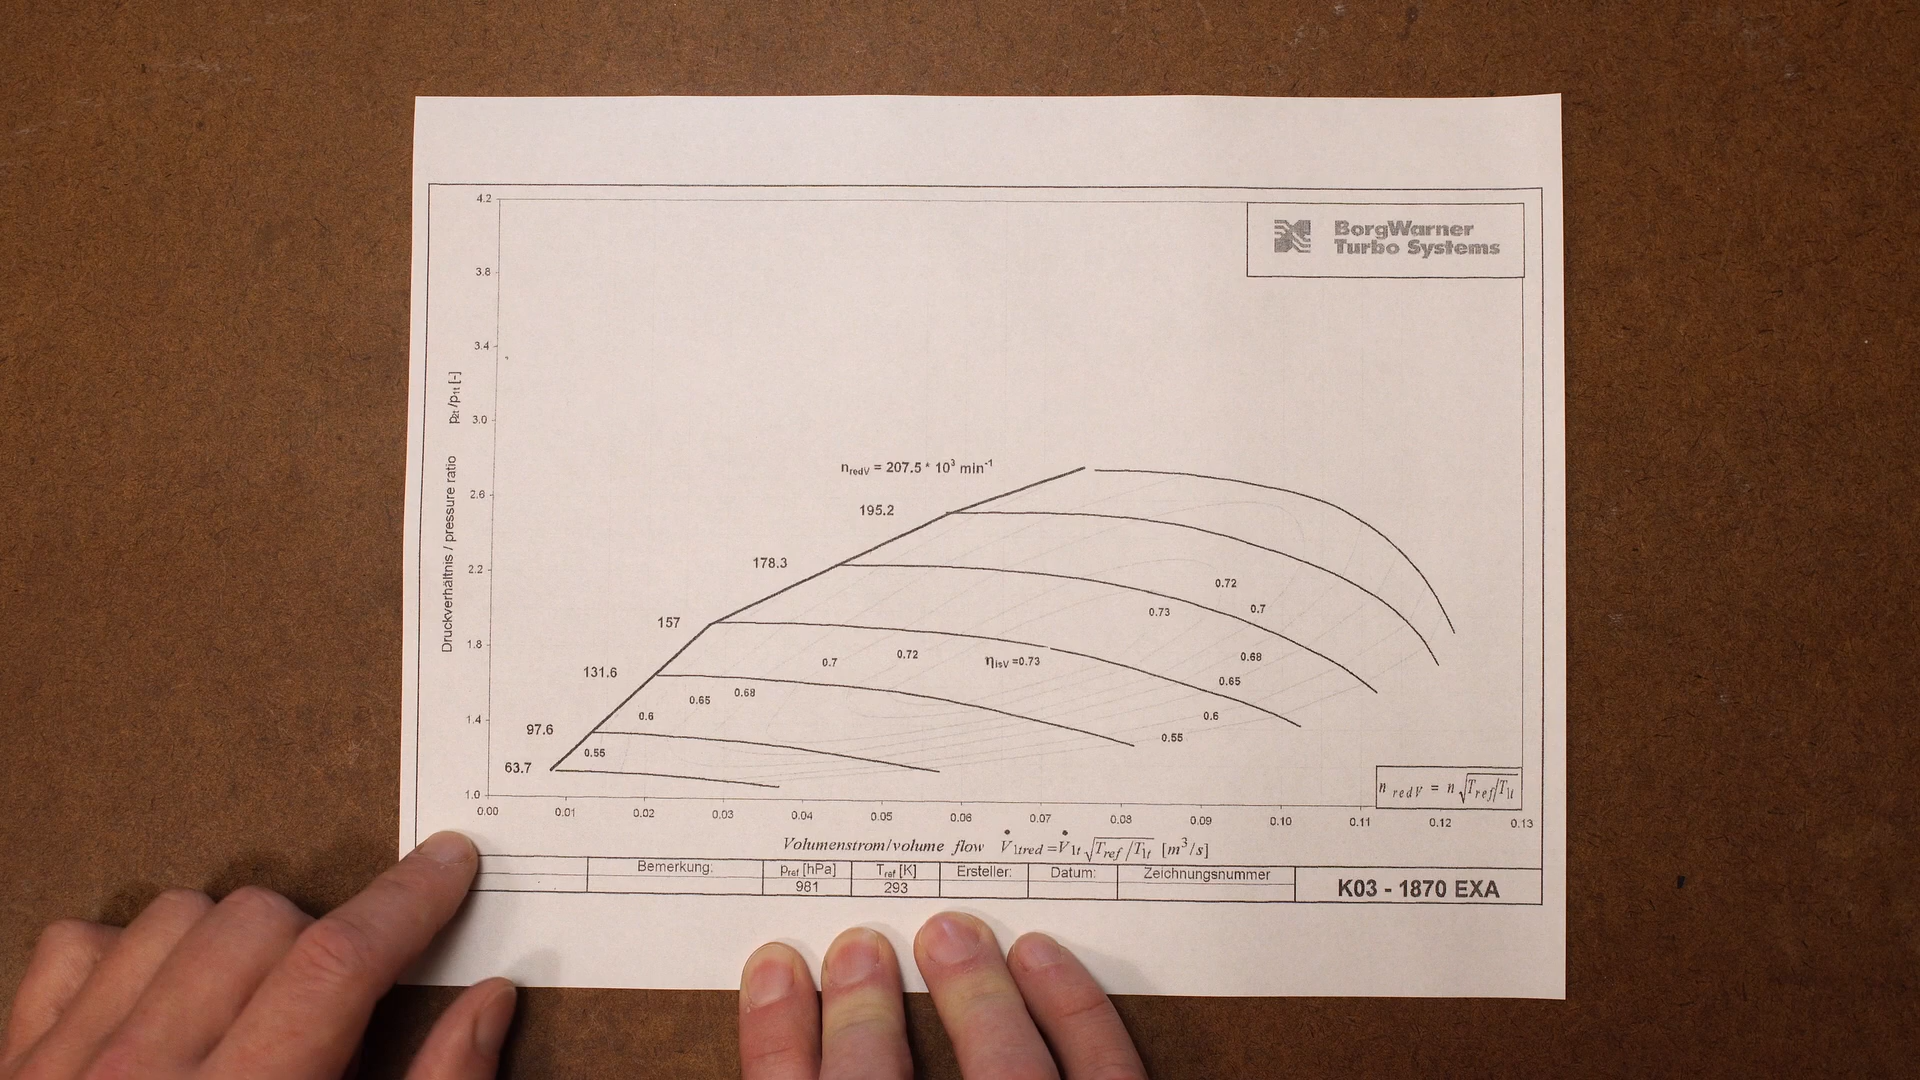 4.2
BorgWarner
Turbo Systems
3.8
3.4
3.0
2.6
2.2
1.8
1.4
1.0
Druckverhältnis / pressure ratio p2t /p1t [-]
nredV = 207.5 * 10³ min-1
195.2
178.3
157
131.6
97.6
63.7
0.72
0.73
0.7
0.7
0.72
ηisV =0.73
0.68
0.65
0.65
0.68
0.6
0.6
0.55
0.55
n redV = n √Tref/T1t
0.00 0.01 0.02 0.03 0.04 0.05 0.06 0.07 0.08 0.09 0.10 0.11 0.12 0.13
Volumenstrom/volume flow V̇1tred =V̇1t √Tref /T1t [m³/s]
Bemerkung: pref [hPa] Tref [K] Ersteller: Datum: Zeichnungsnummer
981 293
K03 - 1870 EXA